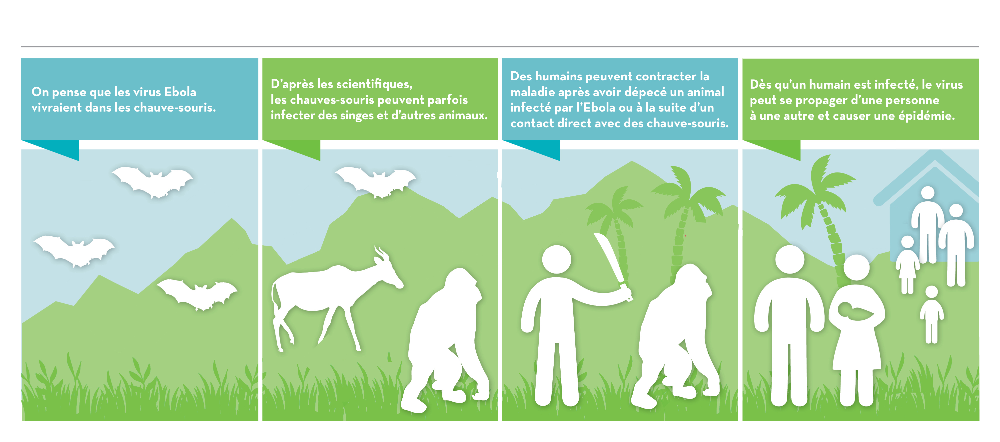 On pense que les virus Ebola
vivraient dans les chauve-souris.
D’après les scientifiques,
les chauves-souris peuvent parfois
infecter des singes et d’autres animaux.
Des humains peuvent contracter la
maladie après avoir dépecé un animal
infecté par l’Ebola ou à la suite d’un
contact direct avec des chauve-souris.
Dès qu’un humain est infecté, le virus
peut se propager d’une personne
à une autre et causer une épidémie.